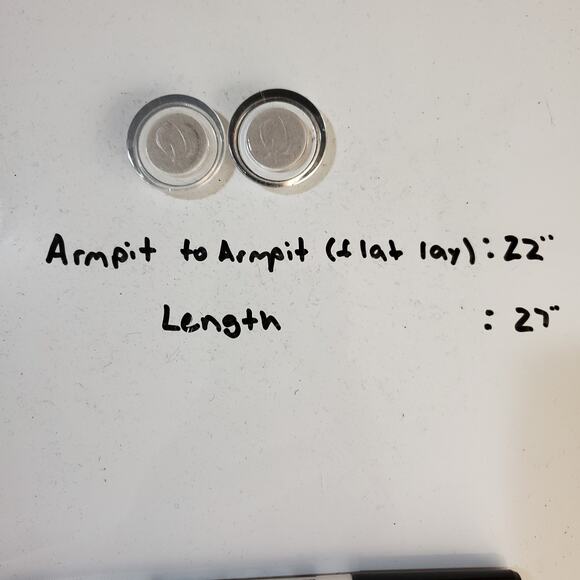 Armpit to Armpit (flat lay): 22"
Length : 27"